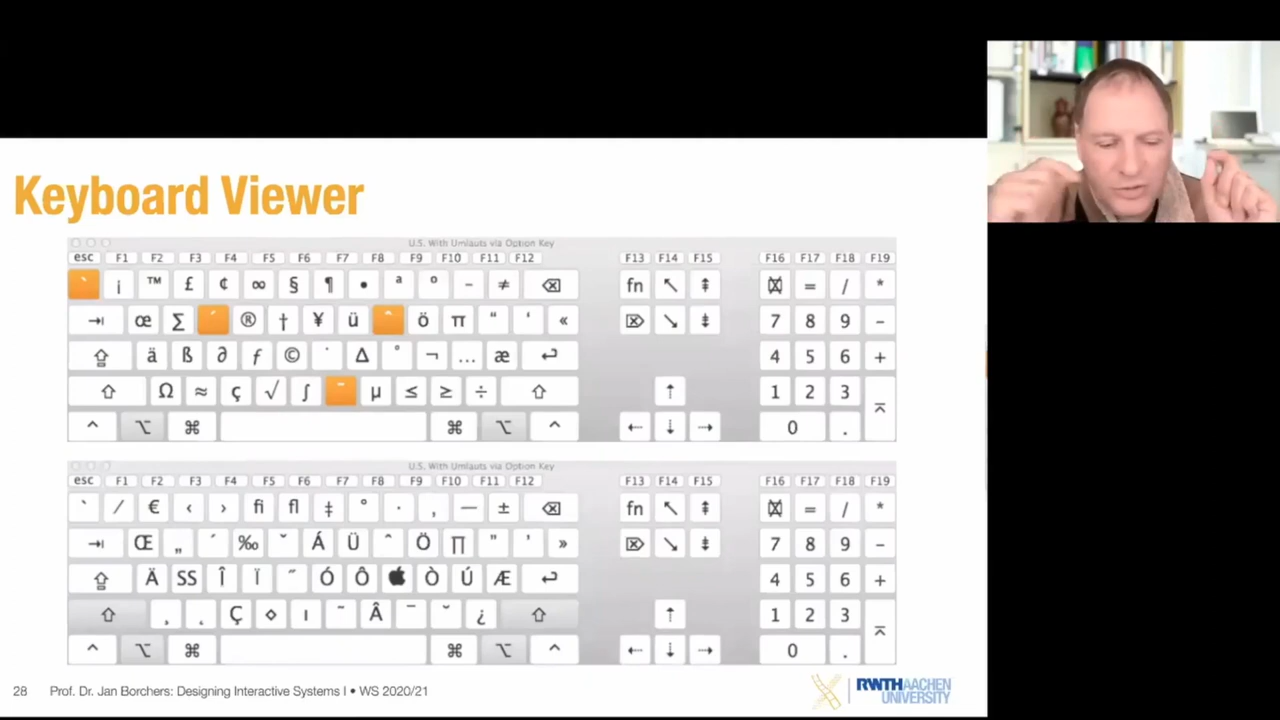 Keyboard Viewer
U.S. With Umlauts via Option Key
esc F1 F2 F3 F4 F5 F6 F7 F8 F9 F10 F11 F12 F13 F14 F15 F16 F17 F18 F19
` ¡ ™ £ ¢ ∞ § ¶ • ª º – ≠ ⌫ fn ↖ ⇞ = / *
⇥ œ ∑ ´ ® † ¥ ü ˆ ö π “ ‘ « ⌦ ↘ ⇟ 7 8 9 -
ä ß ∂ ƒ © ˙ ∆ ˚ ¬ … æ ↩ 4 5 6 +
⇧ Ω ≈ ç √ ∫ ˜ µ ≤ ≥ ÷ ⇧ ⇡ 1 2 3 ⌅
⌃ ⌥ ⌘ ⌘ ⌥ ⌃ ⇠ ⇣ ⇢ 0 .
U.S. With Umlauts via Option Key
esc F1 F2 F3 F4 F5 F6 F7 F8 F9 F10 F11 F12 F13 F14 F15 F16 F17 F18 F19
` ⁄ € ‹ › ﬁ ﬂ ‡ ° · ‚ — ± ⌫ fn ↖ ⇞ = / *
⇥ Œ „ ´ ‰ ˇ Á Ü ˆ Ö ∏ ” ’ » ⌦ ↘ ⇟ 7 8 9 -
Ä SS Î Ï ˝ Ó Ô  Ò Ú Æ ↩ 4 5 6 +
⇧ ¸ ˛ Ç ◊ ı ˜ Â ¯ ˘ ¿ ⇧ ⇡ 1 2 3 ⌅
⌃ ⌥ ⌘ ⌘ ⌥ ⌃ ⇠ ⇣ ⇢ 0 .
28 Prof. Dr. Jan Borchers: Designing Interactive Systems I • WS 2020/21
RWTHAACHEN
UNIVERSITY